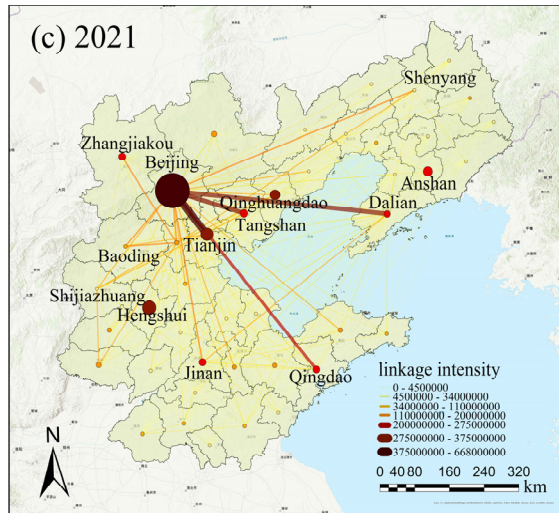 (c) 2021
Shenyang
Zhangjiakou
Beijing
Anshan
Qinghuangdao
Dalian
Tangshan
Tianjin
Baoding
Shijiazhuang
Hengshui
Jinan
Qingdao
linkage intensity
0 - 4500000
4500000 - 34000000
34000000 - 110000000
110000000 - 200000000
200000000 - 275000000
275000000 - 375000000
375000000 - 668000000
N
0 40 80 160 240 320
km